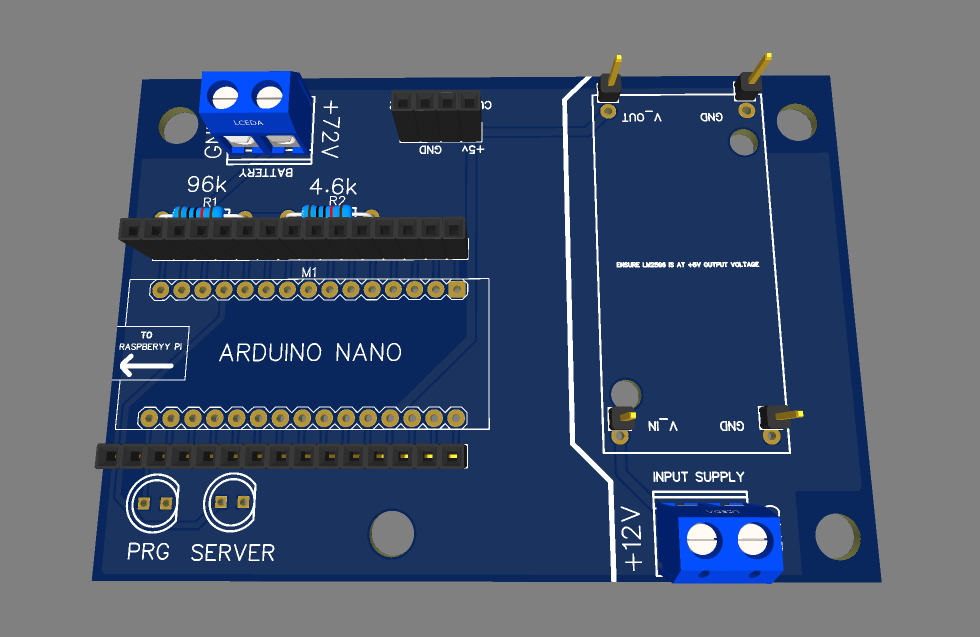 LCEDA
GN
+72V
BATTERY
GND
+5v
V_OUT
GND
96k
4.6k
R1
R2
M1
ENSURE LM2596 IS AT +5V OUTPUT VOLTAGE
TO
RASPBERYY PI
ARDUINO NANO
V_IN
GND
INPUT SUPPLY
+12V
PRG
SERVER